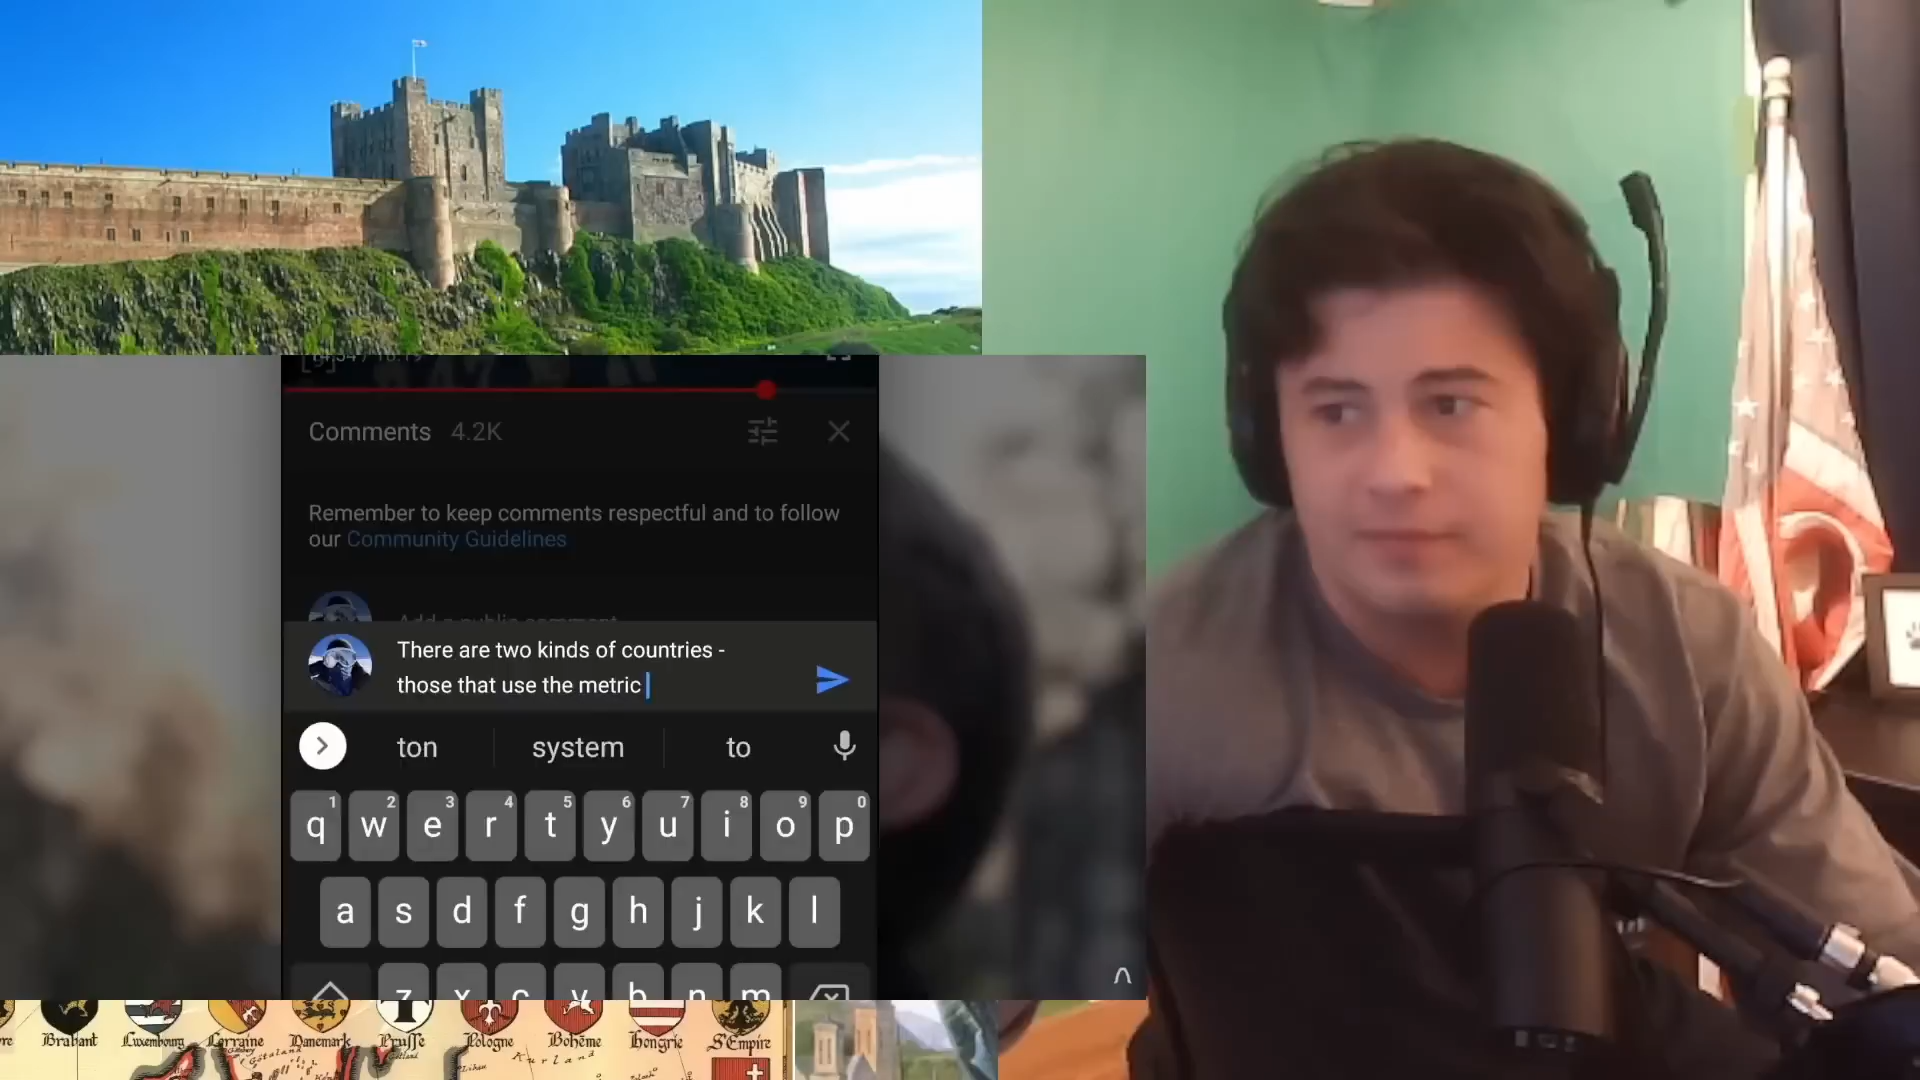 Comments 4.2K
Remember to keep comments respectful and to follow
our Community Guidelines
There are two kinds of countries -
those that use the metric
ton system to
1 2 3 4 5 6 7 8 9 0
q w e r t y u i o p
a s d f g h j k l
z x c v b n m
Brabant Luxembourg Lorraine Danemark Prusse Pologne Bohême Hongrie S'Empire
Kurland